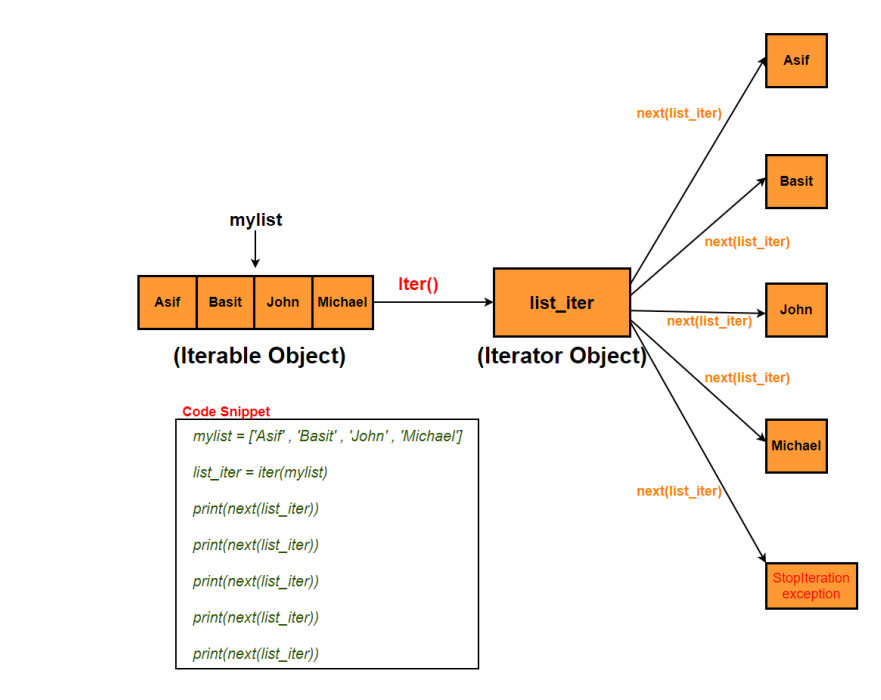 mylist
Asif Basit John Michael
(Iterable Object)
Iter()
list_iter
(Iterator Object)
next(list_iter)
Asif
next(list_iter)
Basit
next(list_iter)
John
next(list_iter)
Michael
next(list_iter)
StopIteration
exception
Code Snippet
mylist = ['Asif' , 'Basit' , 'John' , 'Michael']
list_iter = iter(mylist)
print(next(list_iter))
print(next(list_iter))
print(next(list_iter))
print(next(list_iter))
print(next(list_iter))